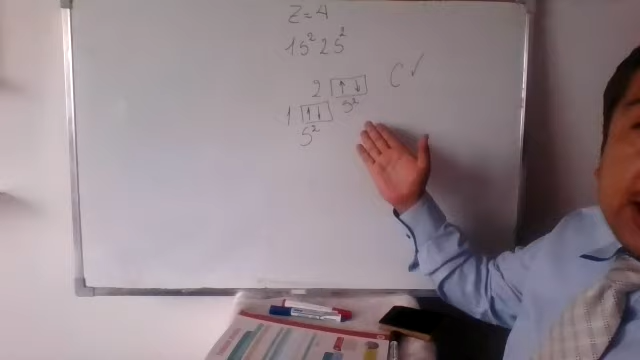 Z=4
1S² 2S²
2 ↑ ↓ C ✓
S²
1 ↑↓
S²